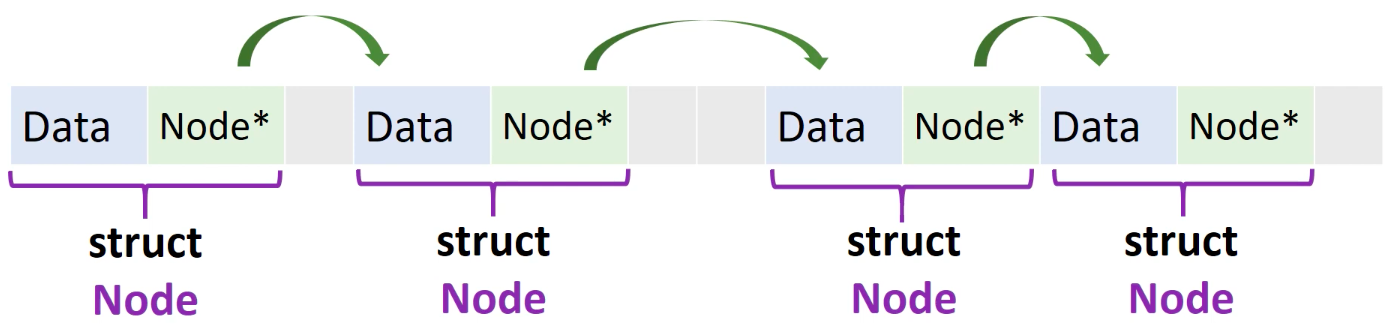 Data Node* Data Node* Data Node* Data Node*
struct struct struct struct
Node Node Node Node